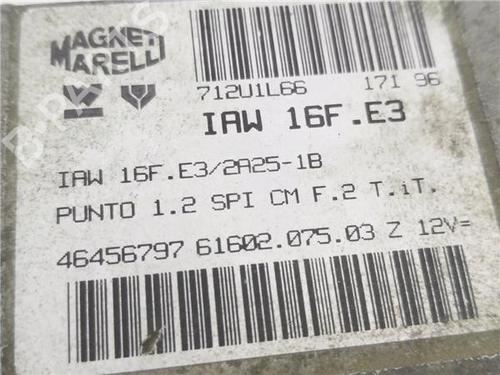 MAGNETI
MARELLI
712U1L66 171 96
IAW 16F.E3
IAW 16F.E3/2A25-1B
PUNTO 1.2 SPI CM F.2 T.iT.
46456797 61602.075.03 Z 12V=